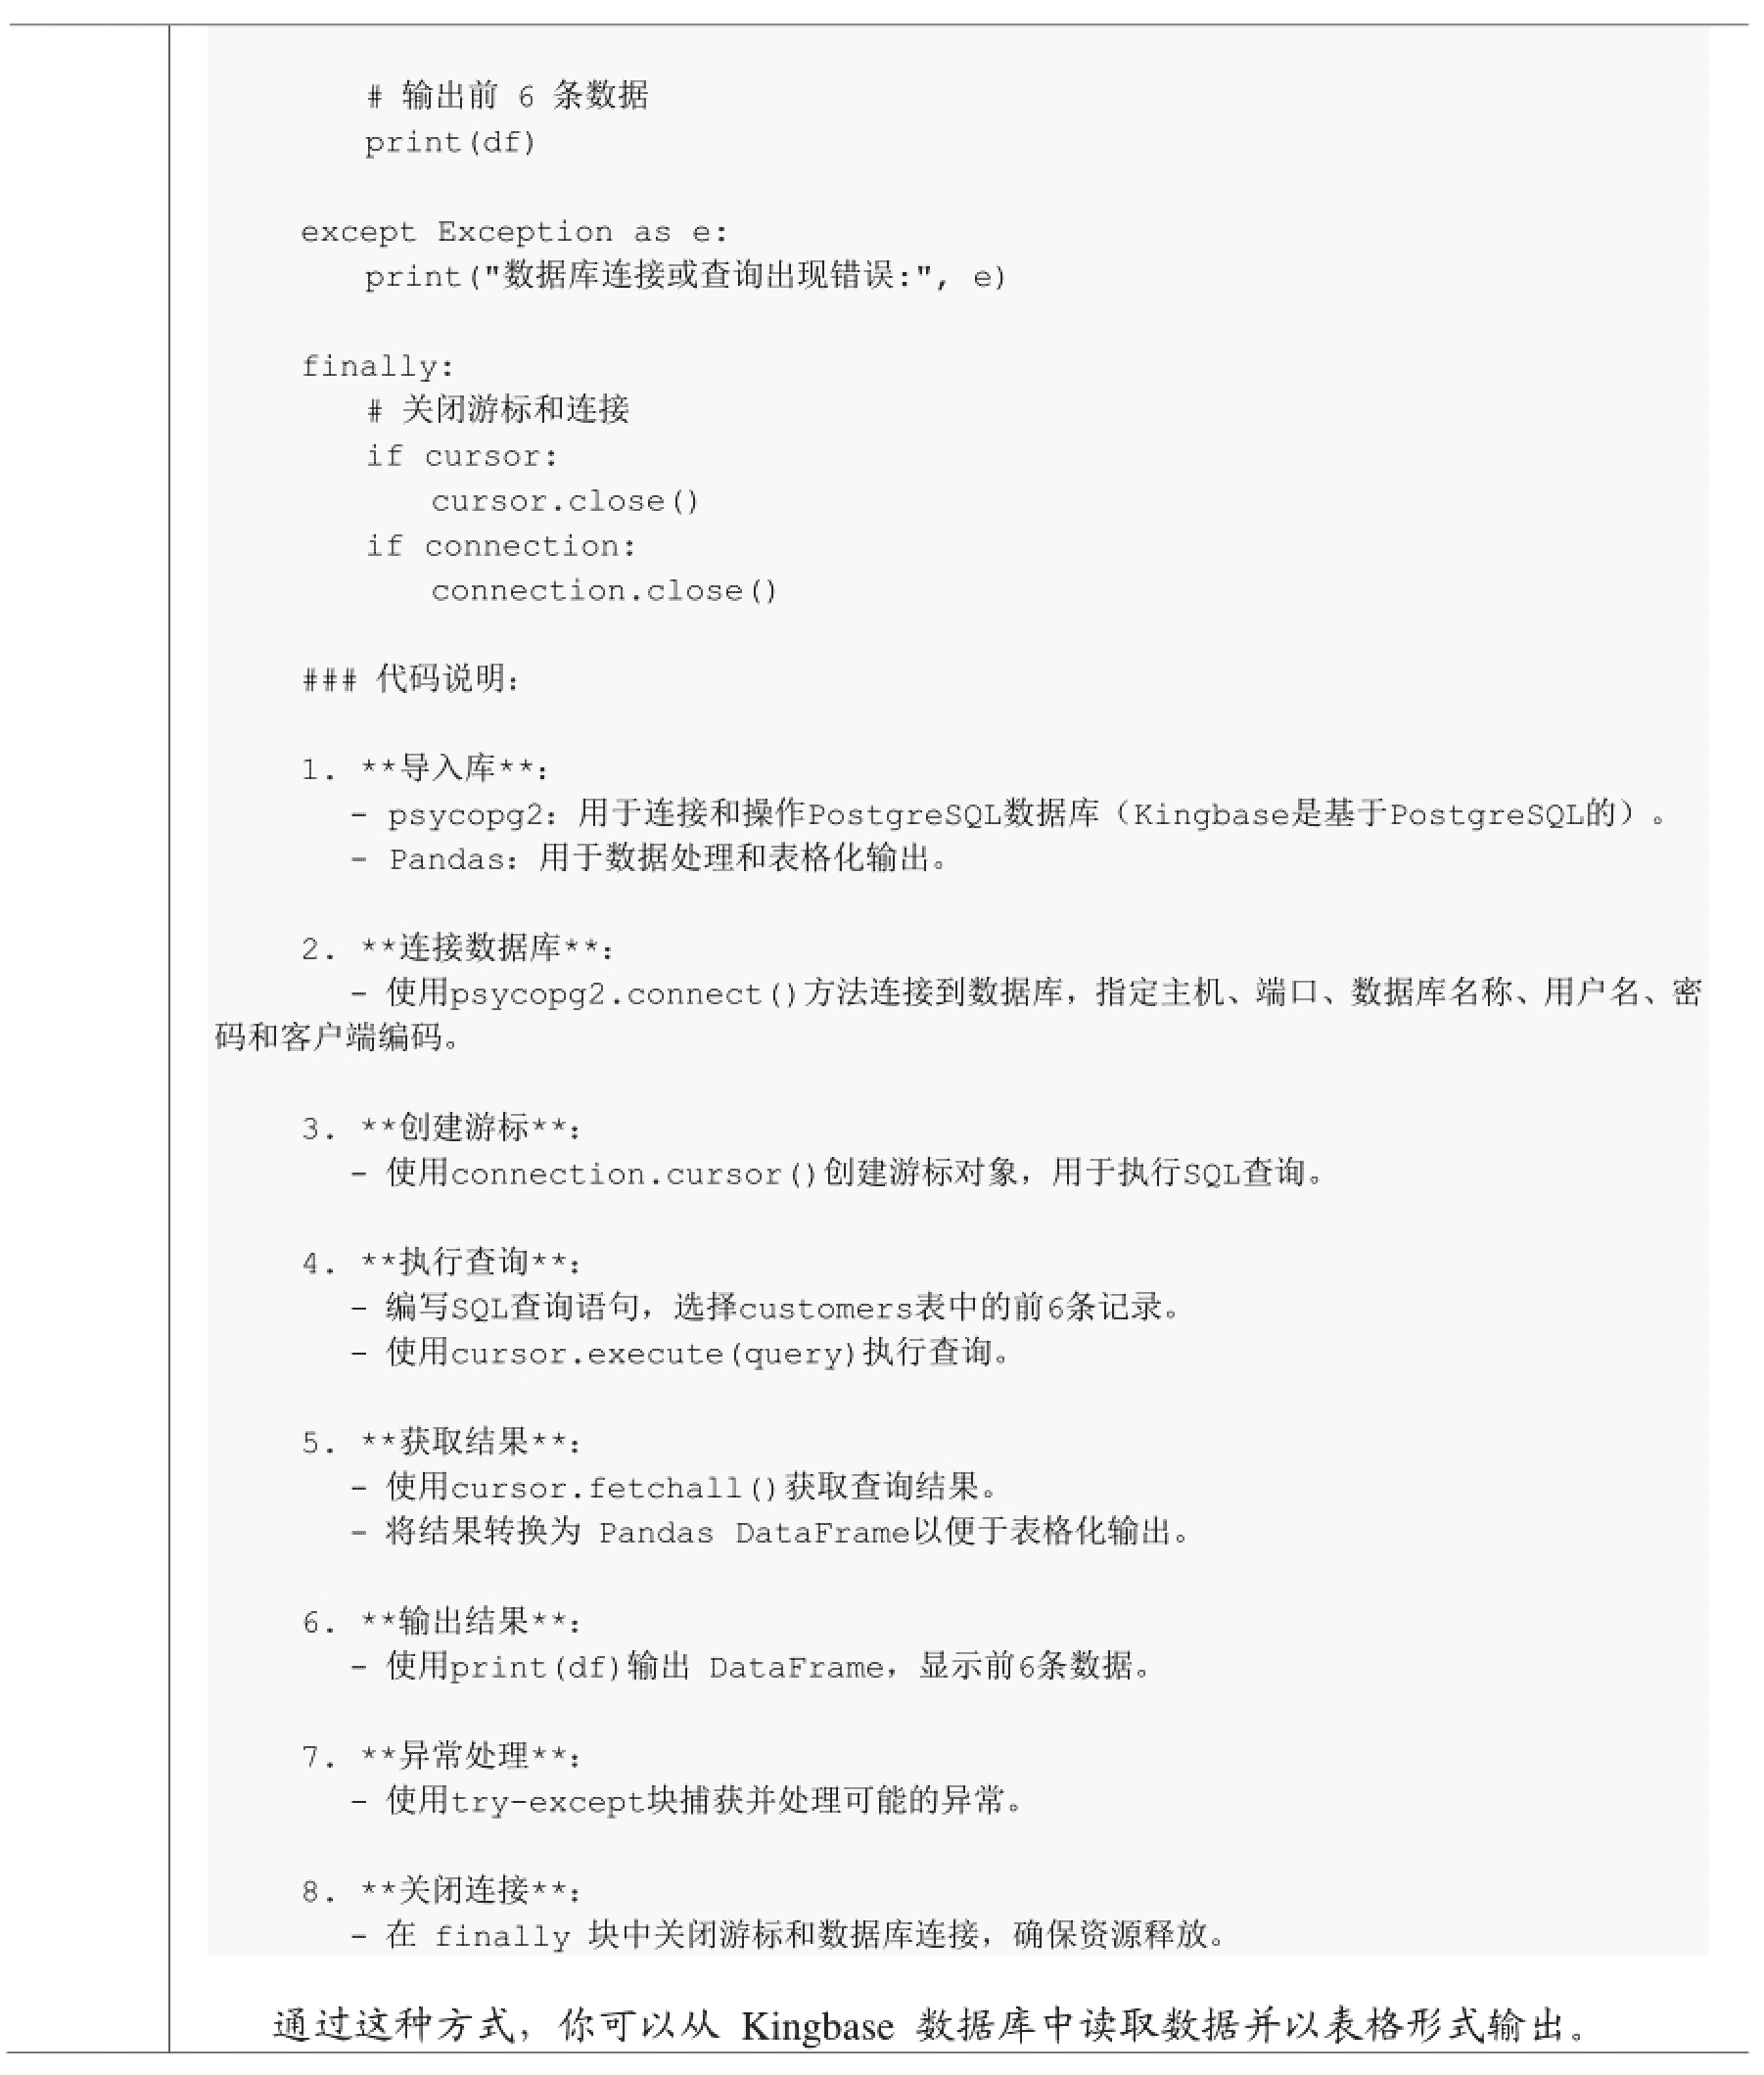 # 输出前 6 条数据
print(df)
except Exception as e:
print("数据库连接或查询出现错误:", e)
finally:
# 关闭游标和连接
if cursor:
cursor.close()
if connection:
connection.close()
### 代码说明：
1. **导入库**：
- psycopg2：用于连接和操作PostgreSQL数据库（Kingbase是基于PostgreSQL的）。
- Pandas：用于数据处理和表格化输出。
2. **连接数据库**：
- 使用psycopg2.connect()方法连接到数据库，指定主机、端口、数据库名称、用户名、密
码和客户端编码。
3. **创建游标**：
- 使用connection.cursor()创建游标对象，用于执行SQL查询。
4. **执行查询**：
- 编写SQL查询语句，选择customers表中的前6条记录。
- 使用cursor.execute(query)执行查询。
5. **获取结果**：
- 使用cursor.fetchall()获取查询结果。
- 将结果转换为 Pandas DataFrame以便于表格化输出。
6. **输出结果**：
- 使用print(df)输出 DataFrame，显示前6条数据。
7. **异常处理**：
- 使用try-except块捕获并处理可能的异常。
8. **关闭连接**：
- 在 finally 块中关闭游标和数据库连接，确保资源释放。
通过这种方式，你可以从 Kingbase 数据库中读取数据并以表格形式输出。